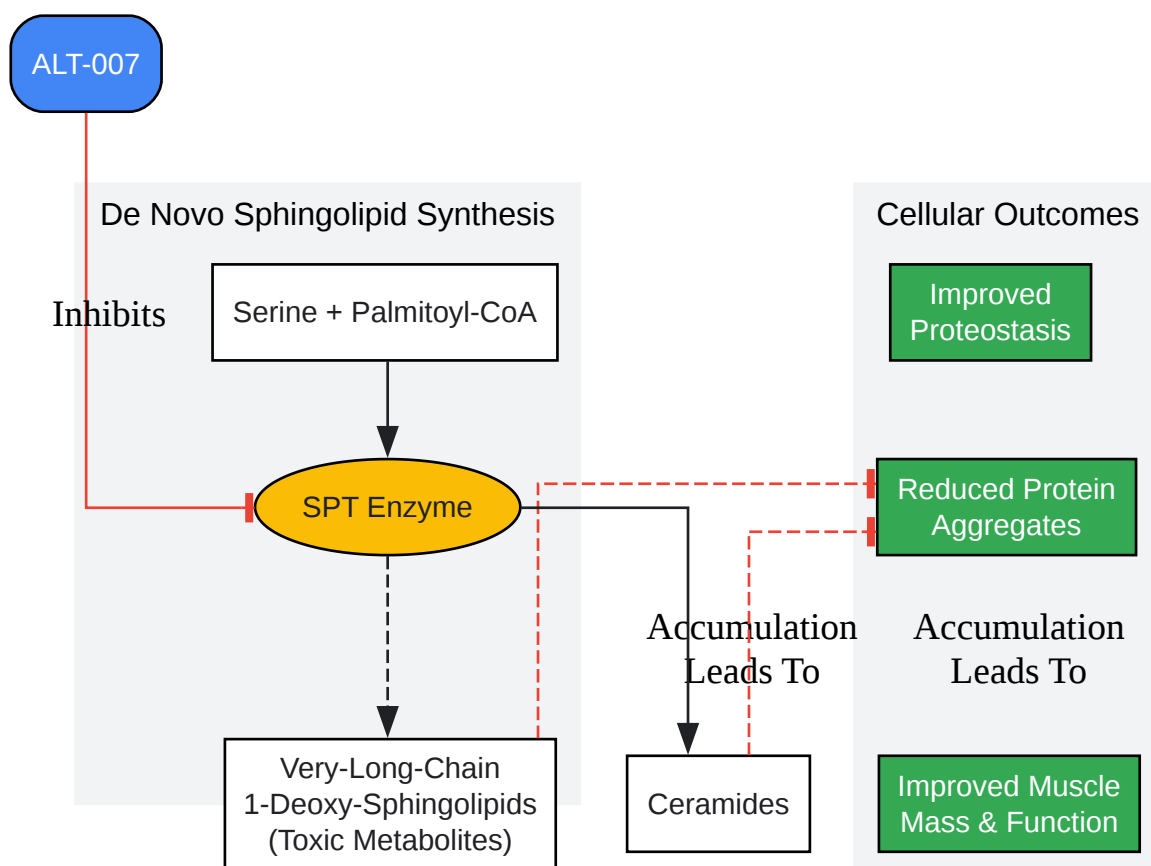 ALT-007
De Novo Sphingolipid Synthesis
Cellular Outcomes
Inhibits
Serine + Palmitoyl-CoA
Improved
Proteostasis
SPT Enzyme
Reduced Protein
Aggregates
Accumulation
Leads To
Accumulation
Leads To
Very-Long-Chain
1-Deoxy-Sphingolipids
(Toxic Metabolites)
Ceramides
Improved Muscle
Mass & Function